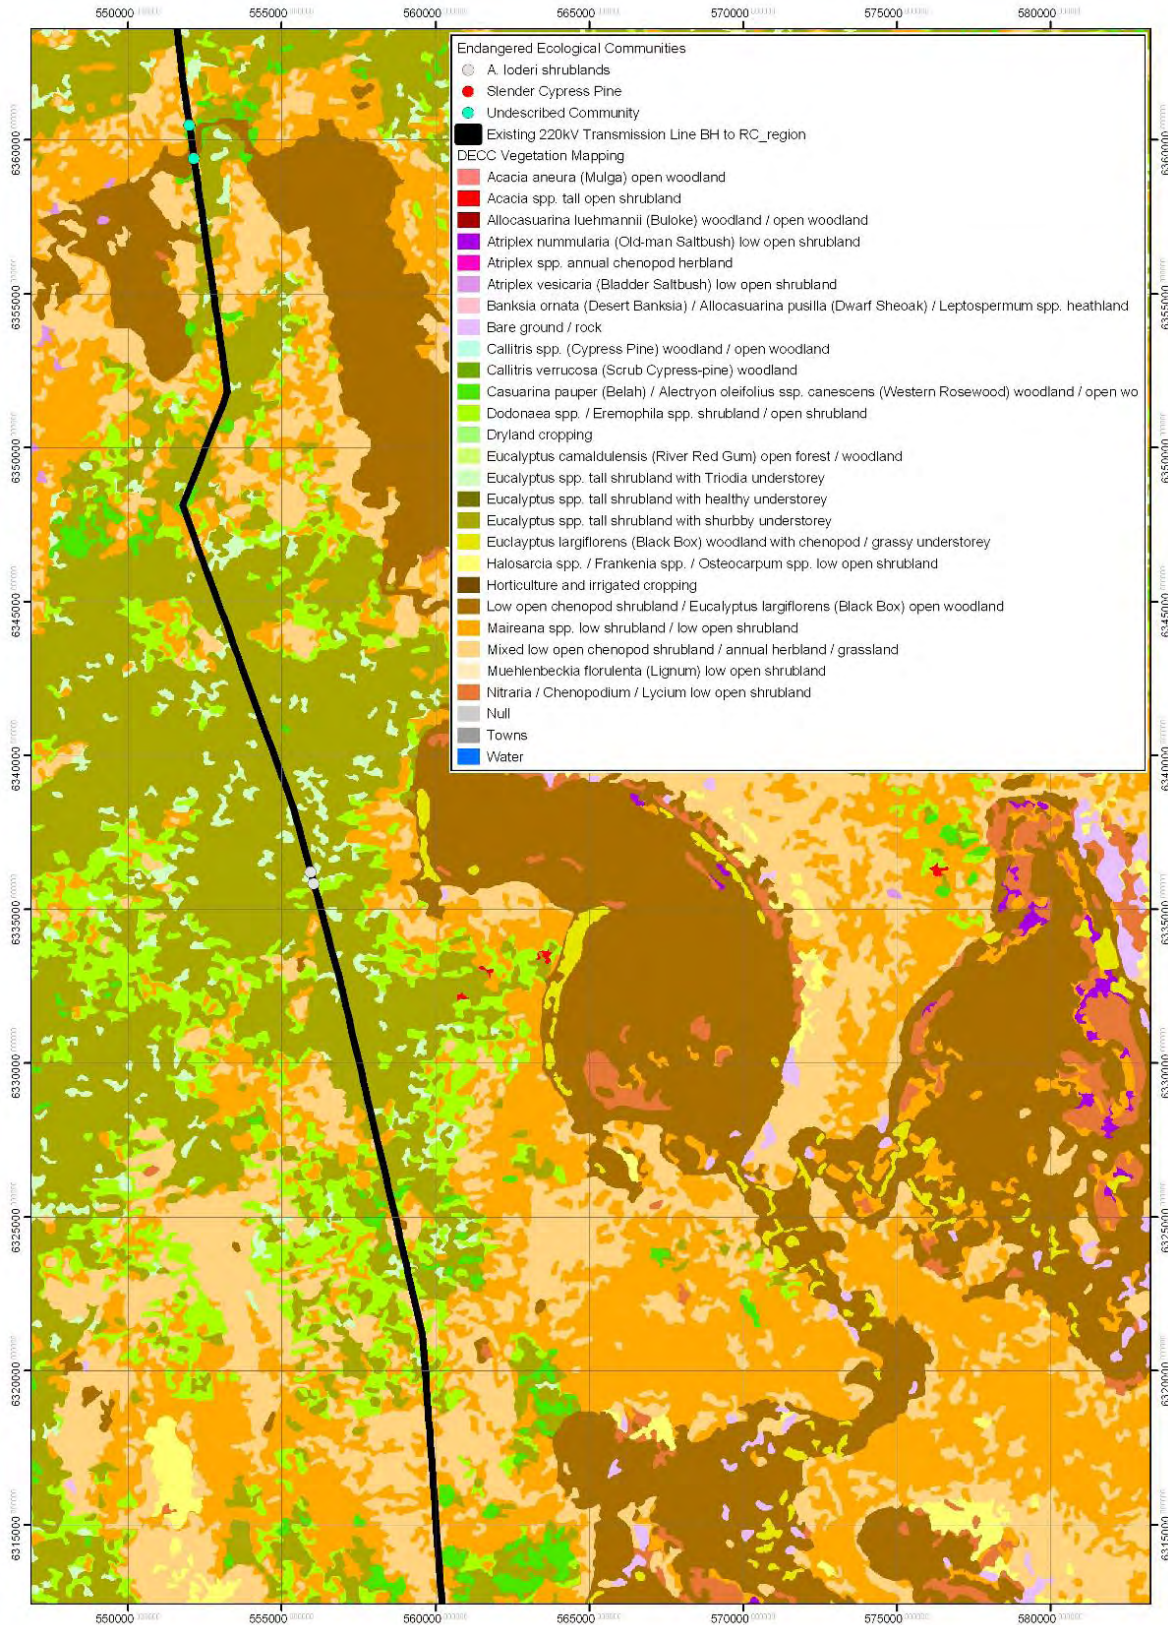 550000 555000 560000 565000 570000 575000 580000
Endangered Ecological Communities
A. loderi shrublands
Slender Cypress Pine
Undescribed Community
Existing 220kV Transmission Line BH to RC_region
DECC Vegetation Mapping
Acacia aneura (Mulga) open woodland
Acacia spp. tall open shrubland
Allocasuarina luehmannii (Buloke) woodland / open woodland
Atriplex nummularia (Old-man Saltbush) low open shrubland
Atriplex spp. annual chenopod herbland
Atriplex vesicaria (Bladder Saltbush) low open shrubland
Banksia ornata (Desert Banksia) / Allocasuarina pusilla (Dwarf Sheoak) / Leptospermum spp. heathland
Bare ground / rock
Callitris spp. (Cypress Pine) woodland / open woodland
Callitris verrucosa (Scrub Cypress-pine) woodland
Casuarina pauper (Belah) / Alectryon oleifolius ssp. canescens (Western Rosewood) woodland / open wo
Dodonaea spp. / Eremophila spp. shrubland / open shrubland
Dryland cropping
Eucalyptus camaldulensis (River Red Gum) open forest / woodland
Eucalyptus spp. tall shrubland with Triodia understorey
Eucalyptus spp. tall shrubland with healthy understorey
Eucalyptus spp. tall shrubland with shurbby understorey
Euclayptus largiflorens (Black Box) woodland with chenopod / grassy understorey
Halosarcia spp. / Frankenia spp. / Osteocarpum spp. low open shrubland
Horticulture and irrigated cropping
Low open chenopod shrubland / Eucalyptus largiflorens (Black Box) open woodland
Maireana spp. low shrubland / low open shrubland
Mixed low open chenopod shrubland / annual herbland / grassland
Muehlenbeckia florulenta (Lignum) low open shrubland
Nitraria / Chenopodium / Lycium low open shrubland
Null
Towns
Water
6360000 6360000
6355000 6355000
6350000 6350000
6345000 6345000
6340000 6340000
6335000 6335000
6330000 6330000
6325000 6325000
6320000 6320000
6315000 6315000
550000 555000 560000 565000 570000 575000 580000